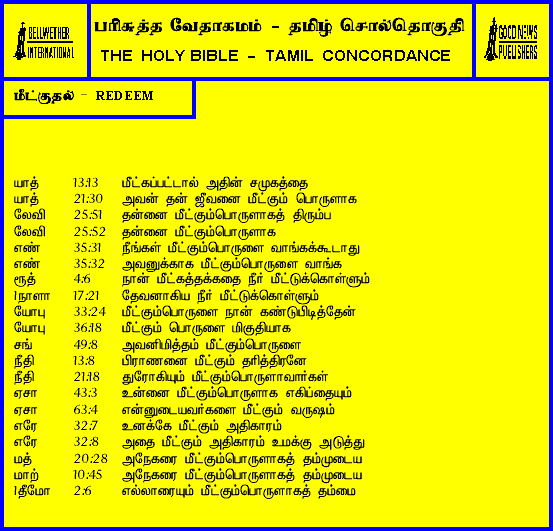 BELLWETHER
INTERNATIONAL
பரிசுத்த வேதாகமம் - தமிழ் சொல்தொகுதி
THE HOLY BIBLE - TAMIL CONCORDANCE
GOOD NEWS
PUBLISHERS
மீட்குதல் - REDEEM
யாத் 13:13 மீட்கப்பட்டால் அதின் சமுகத்தை
யாத் 21:30 அவன் தன் ஜீவனை மீட்கும் பொருளாக
லேவி 25:51 தன்னை மீட்கும்பொருளாகத் திரும்ப
லேவி 25:52 தன்னை மீட்கும்பொருளாக
எண் 35:31 நீங்கள் மீட்கும்பொருளை வாங்கக்கூடாது
எண் 35:32 அவனுக்காக மீட்கும்பொருளை வாங்க
ரூத் 4:6 நான் மீட்கத்தக்கதை நீர் மீட்டுக்கொள்ளும்
1நாளா 17:21 தேவனாகிய நீர் மீட்டுக்கொள்ளும்
யோபு 33:24 மீட்கும்பொருளை நான் கண்டுபிடித்தேன்
யோபு 36:18 மீட்கும் பொருளை மிகுதியாக
சங் 49:8 அவனிமித்தம் மீட்கும்பொருளை
நீதி 13:8 பிராணனை மீட்கும் தரித்திரனே
நீதி 21:18 துரோகியும் மீட்கும்பொருளாவார்கள்
ஏசா 43:3 உன்னை மீட்கும்பொருளாக எகிப்தையும்
ஏசா 63:4 என்னுடையவர்களை மீட்கும் வருஷம்
எரே 32:7 உனக்கே மீட்கும் அதிகாரம்
எரே 32:8 அதை மீட்கும் அதிகாரம் உமக்கு அடுத்து
மத் 20:28 அநேகரை மீட்கும்பொருளாகத் தம்முடைய
மாற் 10:45 அநேகரை மீட்கும்பொருளாகத் தம்முடைய
1தீமோ 2:6 எல்லாரையும் மீட்கும்பொருளாகத் தம்மை